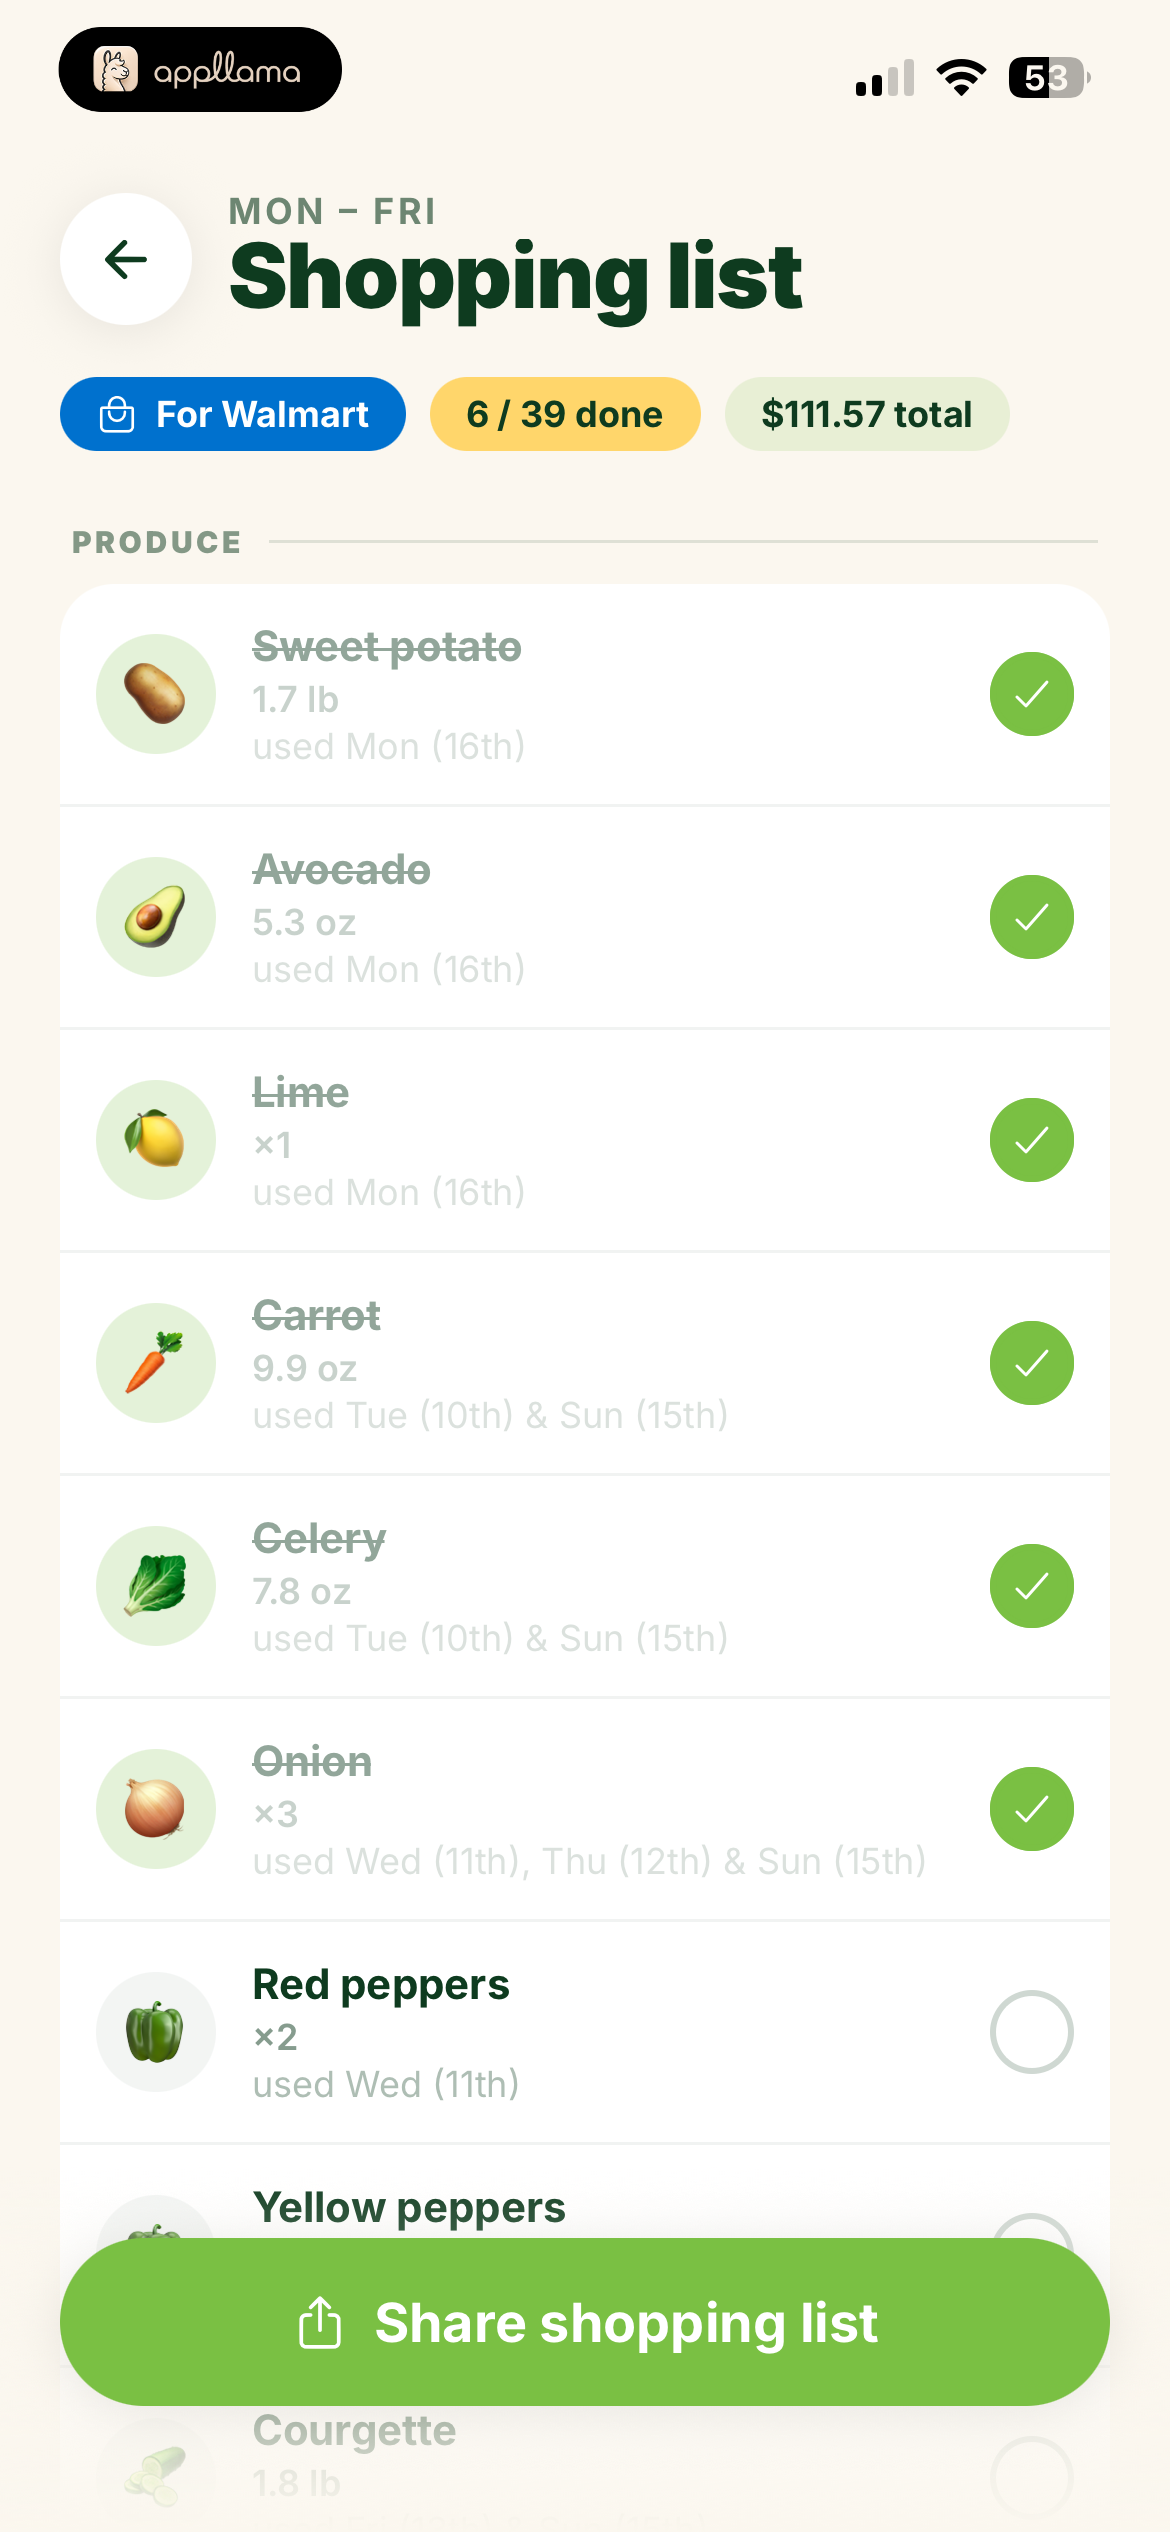 appllama
53
MON – FRI
Shopping list
For Walmart
6 / 39 done
$111.57 total
PRODUCE
Sweet potato
1.7 lb
used Mon (16th)
Avocado
5.3 oz
used Mon (16th)
Lime
×1
used Mon (16th)
Carrot
9.9 oz
used Tue (10th) & Sun (15th)
Celery
7.8 oz
used Tue (10th) & Sun (15th)
Onion
×3
used Wed (11th), Thu (12th) & Sun (15th)
Red peppers
×2
used Wed (11th)
Yellow peppers
Share shopping list
Courgette
1.8 lb